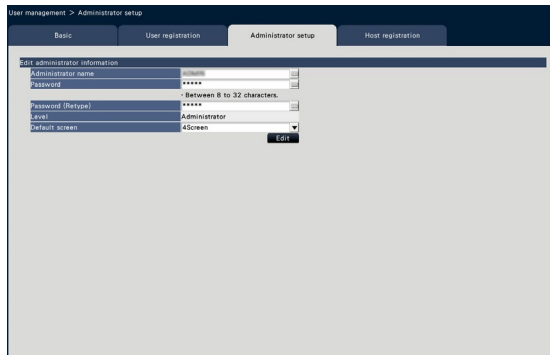 User management > Administrator setup
Basic
User registration
Administrator setup
Host registration
Edit administrator information
Administrator name
Password *****
- Between 8 to 32 characters.
Password (Retype) *****
Level Administrator
Default screen 4Screen
Edit